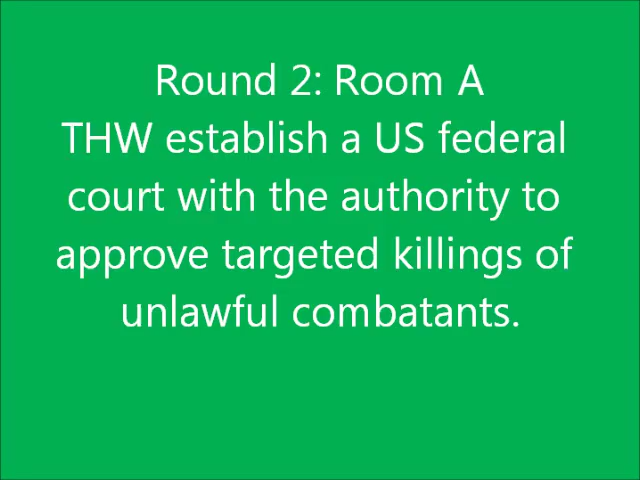 Round 2: Room A
THW establish a US federal
court with the authority to
approve targeted killings of
unlawful combatants.